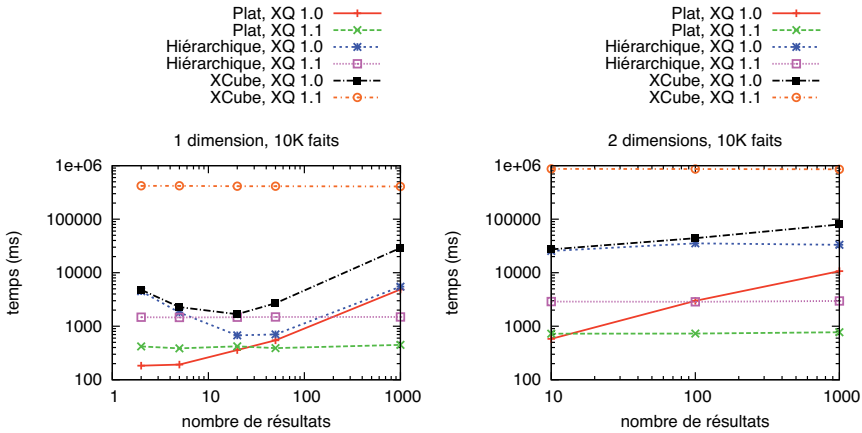 Plat, XQ 1.0
Plat, XQ 1.1
Hiérarchique, XQ 1.0
Hiérarchique, XQ 1.1
XCube, XQ 1.0
XCube, XQ 1.1
1 dimension, 10K faits
1e+06
100000
10000
1000
100
temps (ms)
1
10
100
1000
nombre de résultats
Plat, XQ 1.0
Plat, XQ 1.1
Hiérarchique, XQ 1.0
Hiérarchique, XQ 1.1
XCube, XQ 1.0
XCube, XQ 1.1
2 dimensions, 10K faits
1e+06
100000
10000
1000
100
temps (ms)
10
100
1000
nombre de résultats